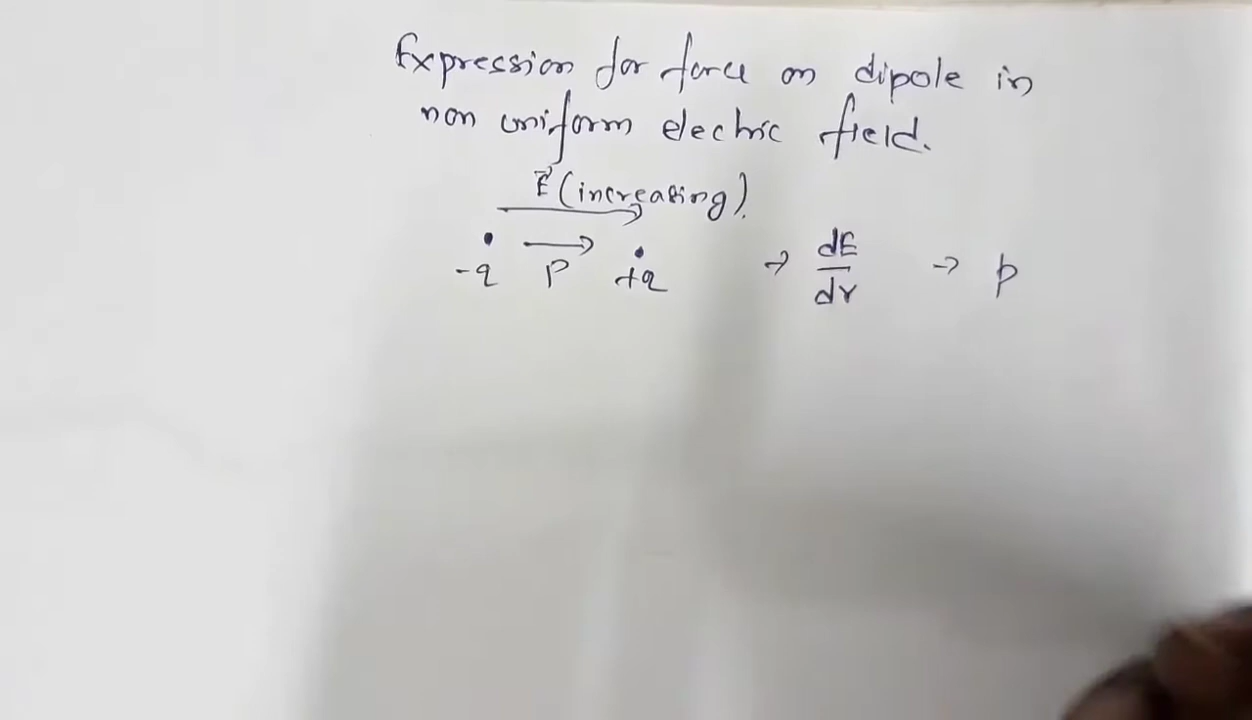 Expression for force on dipole in
non uniform electric field.
E⃗ (increasing).
-q P +q → dE/dr → p